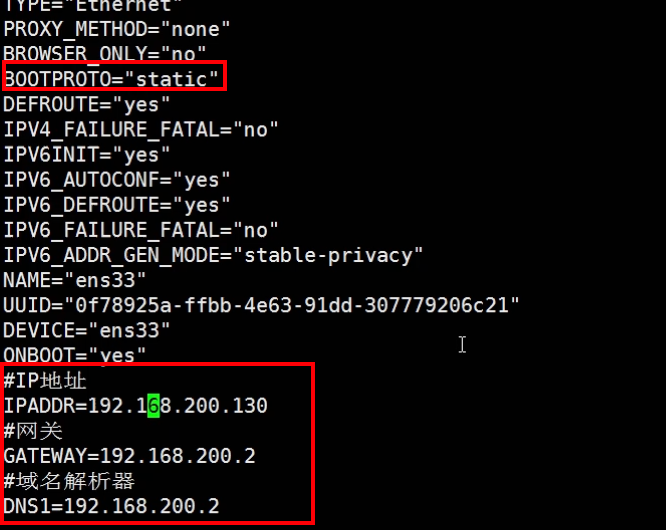 TYPE="Ethernet"
PROXY_METHOD="none"
BROWSER_ONLY="no"
BOOTPROTO="static"
DEFROUTE="yes"
IPV4_FAILURE_FATAL="no"
IPV6INIT="yes"
IPV6_AUTOCONF="yes"
IPV6_DEFROUTE="yes"
IPV6_FAILURE_FATAL="no"
IPV6_ADDR_GEN_MODE="stable-privacy"
NAME="ens33"
UUID="0f78925a-ffbb-4e63-91dd-307779206c21"
DEVICE="ens33"
ONBOOT="yes"
#IP地址
IPADDR=192.168.200.130
#网关
GATEWAY=192.168.200.2
#域名解析器
DNS1=192.168.200.2